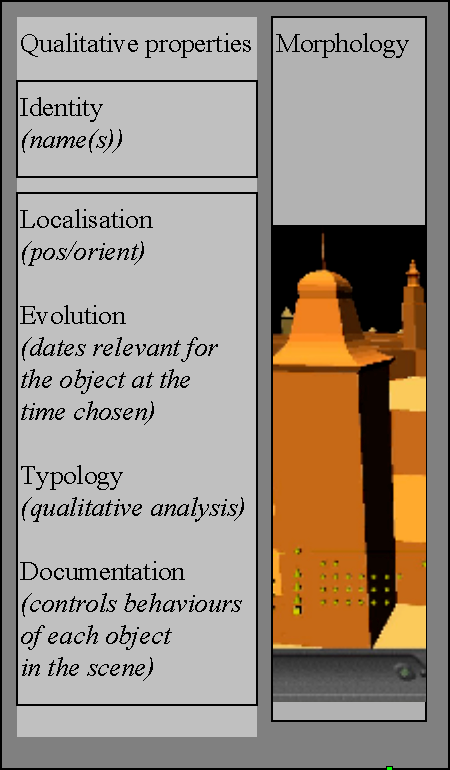 Qualitative properties
Identity
(name(s))
Localisation
(pos/orient)
Evolution
(dates relevant for
the object at the
time chosen)
Typology
(qualitative analysis)
Documentation
(controls behaviours
of each object
in the scene)
Morphology